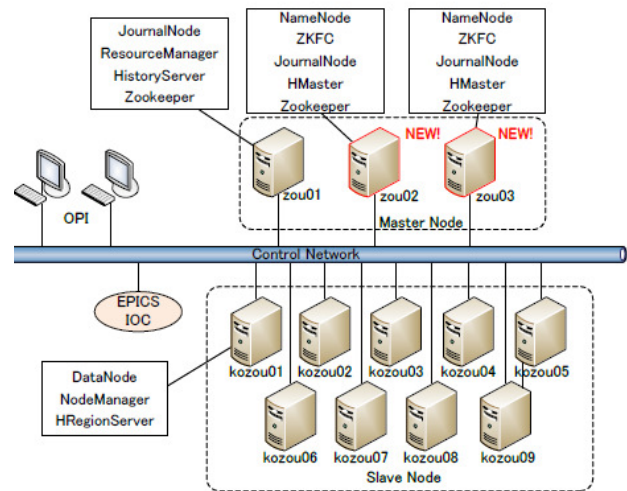 JournalNode
ResourceManager
HistoryServer
Zookeeper
NameNode
ZKFC
JournalNode
HMaster
Zookeeper
NameNode
ZKFC
JournalNode
HMaster
Zookeeper
NEW!
NEW!
zou01
zou02
zou03
Master Node
OPI
Control Network
EPICS
IOC
kozou01
kozou02
kozou03
kozou04
kozou05
DataNode
NodeManager
HRegionServer
kozou06
kozou07
kozou08
kozou09
Slave Node